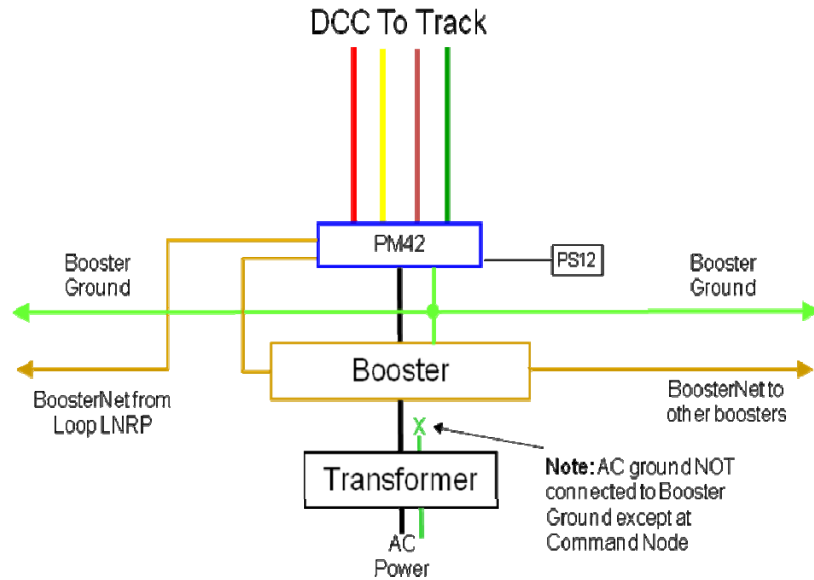 DCC To Track
PM42
PS12
Booster
Ground
Booster
Ground
Booster
BoosterNet from
Loop LNRP
BoosterNet to
other boosters
X
Transformer
Note: AC ground NOT
connected to Booster
Ground except at
Command Node
AC
Power